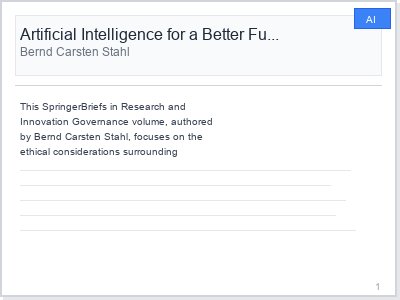 AI
Artificial Intelligence for a Better Fu...
Bernd Carsten Stahl
This SpringerBriefs in Research and
Innovation Governance volume, authored
by Bernd Carsten Stahl, focuses on the
ethical considerations surrounding
1